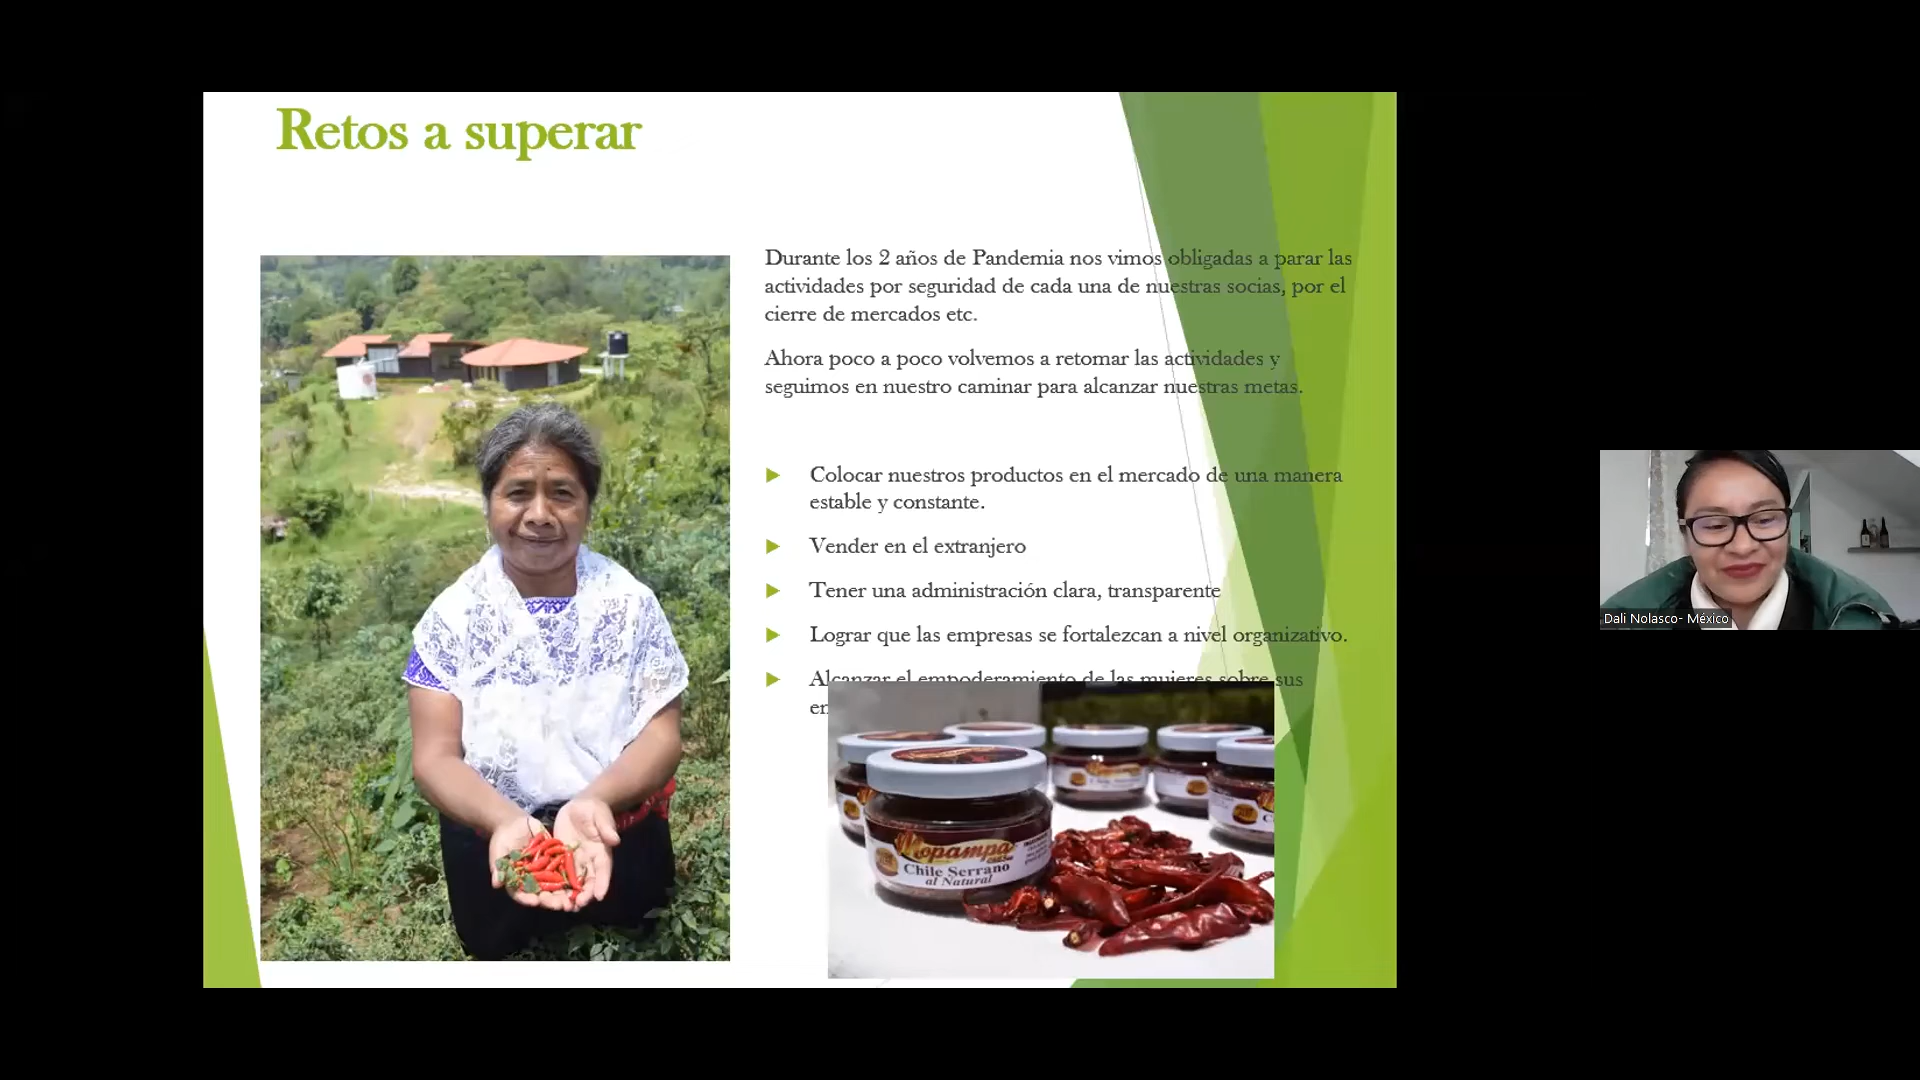 Retos a superar
Durante los 2 años de Pandemia nos vimos obligadas a parar las
actividades por seguridad de cada una de nuestras socias, por el
cierre de mercados etc.
Ahora poco a poco volvemos a retomar las actividades y
seguimos en nuestro caminar para alcanzar nuestras metas.
Colocar nuestros productos en el mercado de una manera
estable y constante.
Vender en el extranjero
Tener una administración clara, transparente
Lograr que las empresas se fortalezcan a nivel organizativo.
Alcanzar el empoderamiento de las mujeres sobre sus
Mopampa
Chile Serrano
al Natural
Dali Nolasco- México